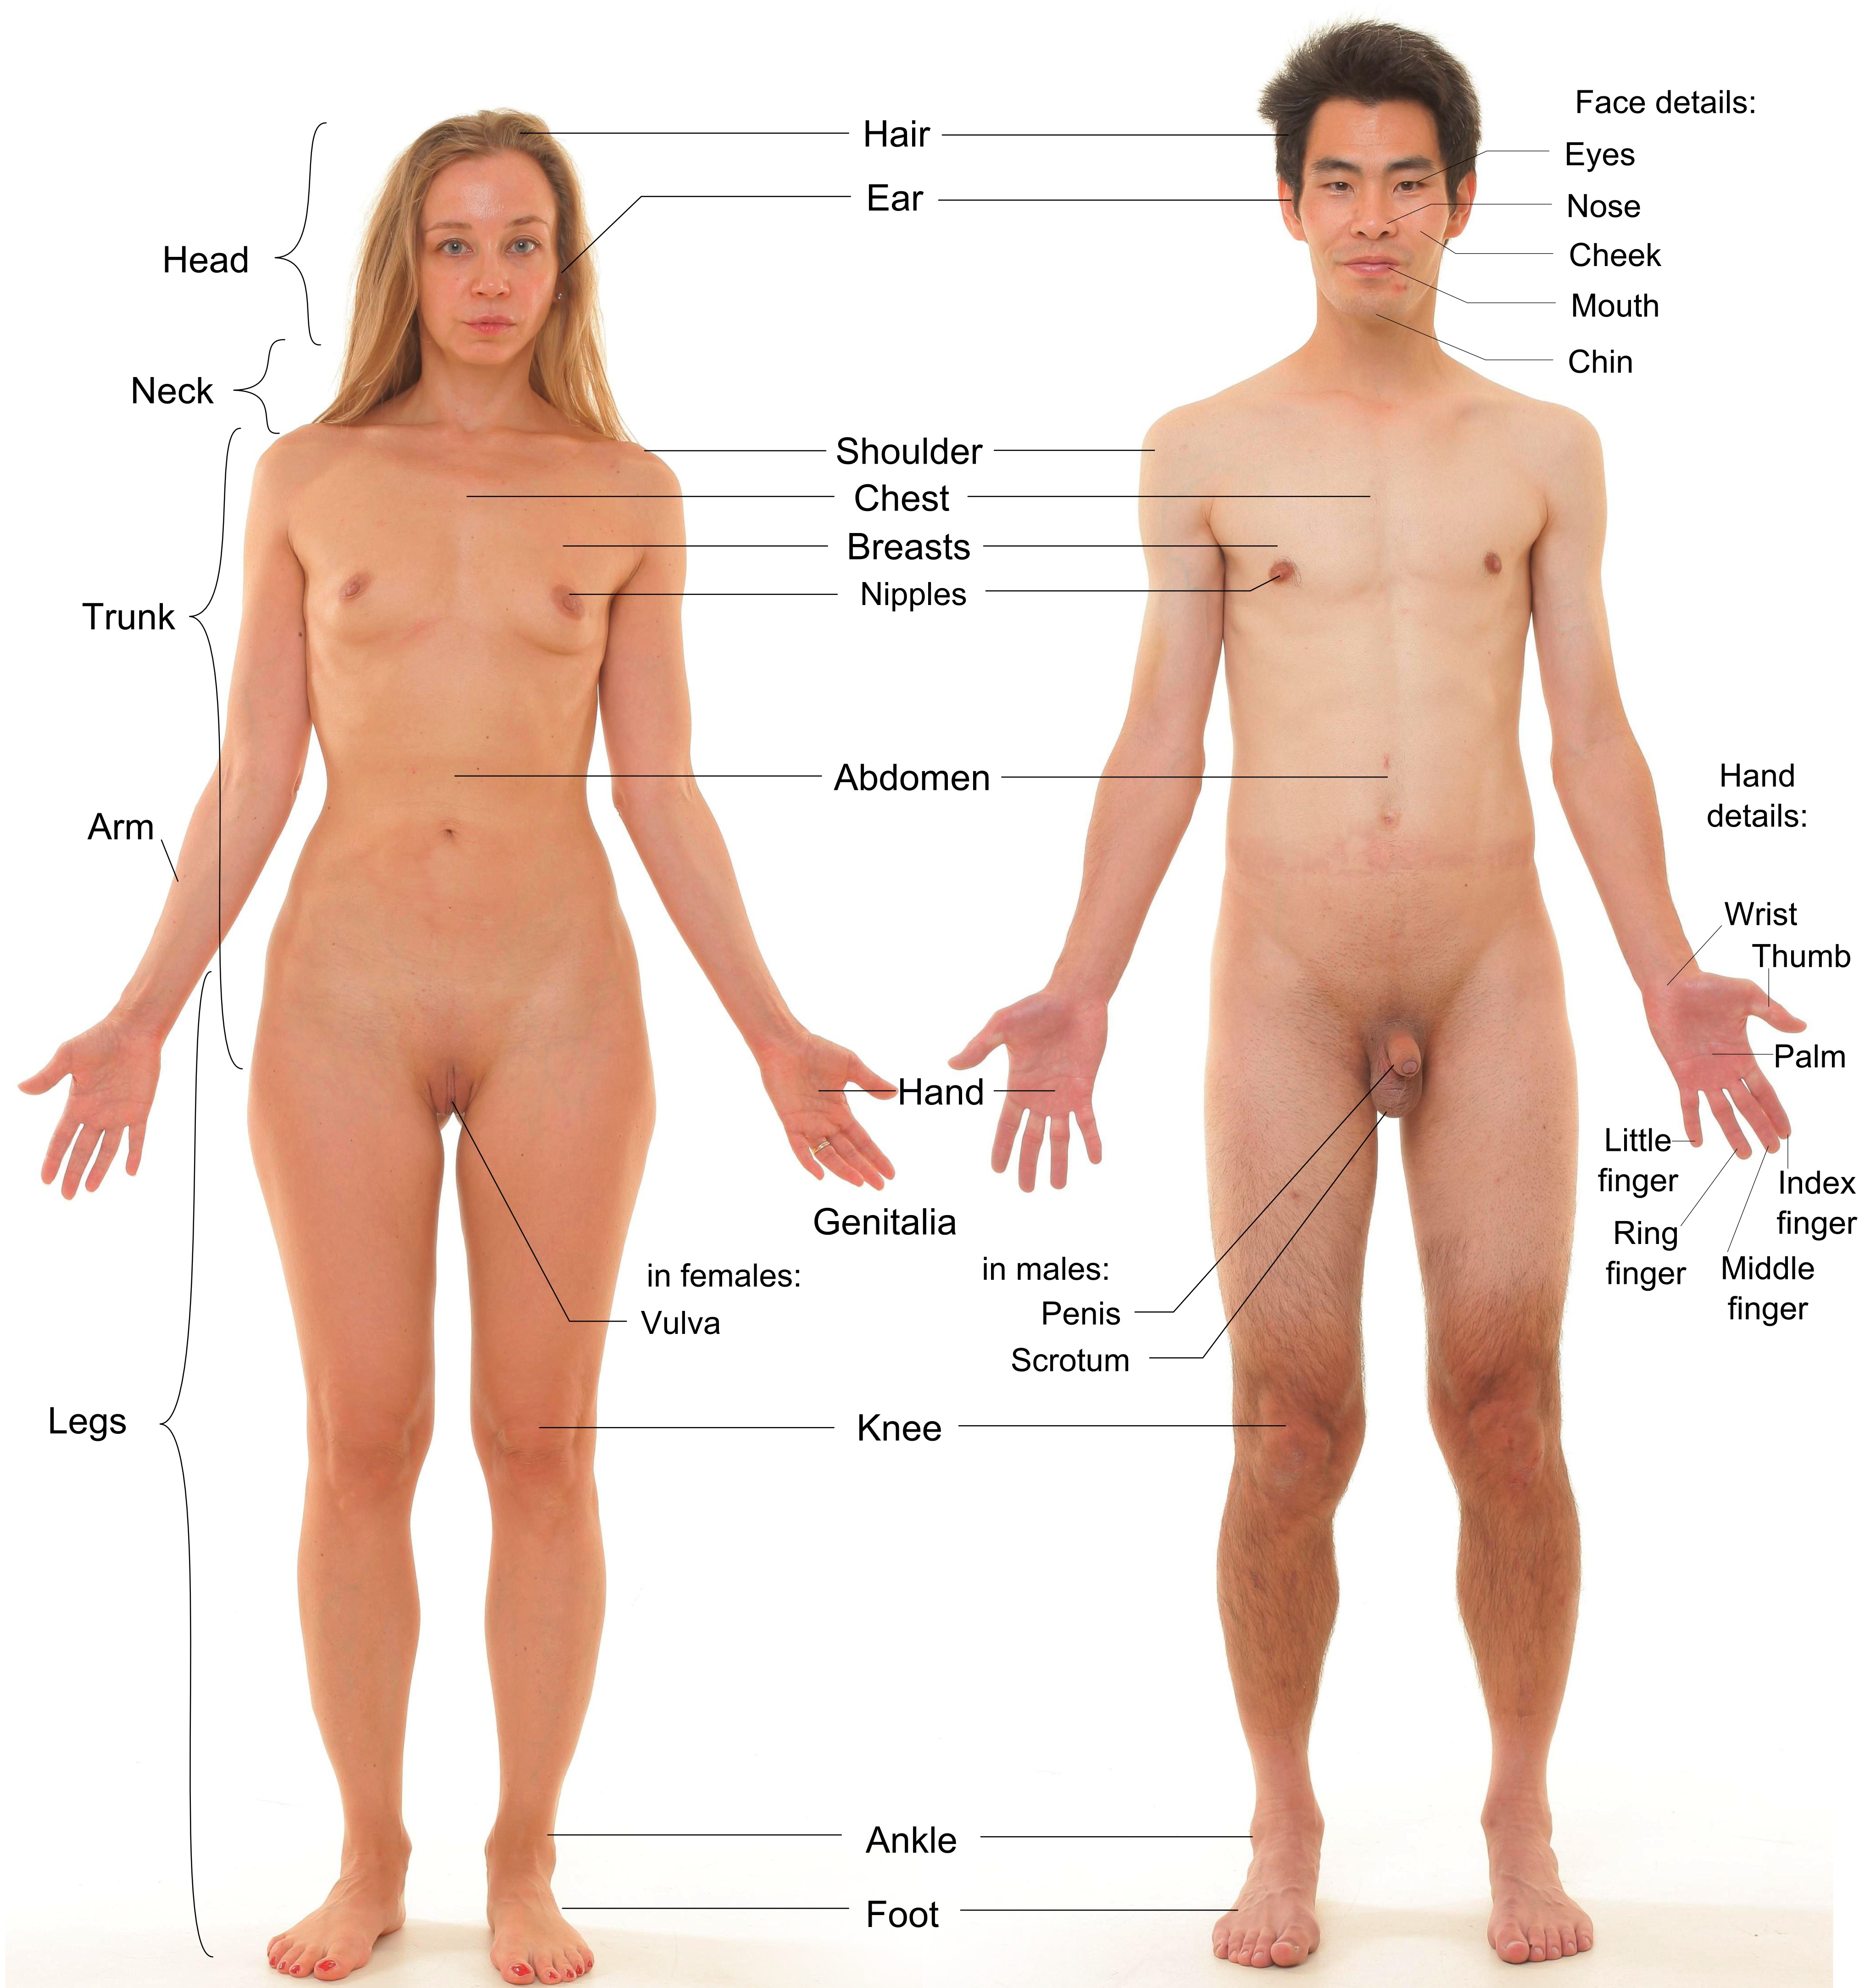 Hair
Ear
Head
Neck
Shoulder
Chest
Breasts
Nipples
Trunk
Abdomen
Arm
Hand
Genitalia
in females:
Vulva
in males:
Penis
Scrotum
Legs
Knee
Ankle
Foot
Face details:
Eyes
Nose
Cheek
Mouth
Chin
Hand
details:
Wrist
Thumb
Palm
Little
finger
Ring
finger
Middle
finger
Index
finger